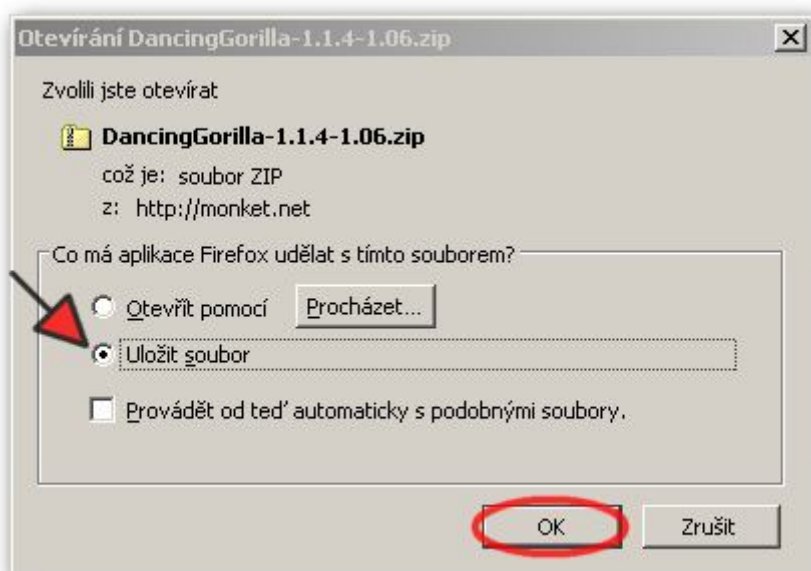 Otevírání DancingGorilla-1.1.4-1.06.zip
Zvolili jste otevírat
DancingGorilla-1.1.4-1.06.zip
což je: soubor ZIP
z: http://monket.net
Co má aplikace Firefox udělat s tímto souborem?
Otevřít pomocí Procházet...
Uložit soubor
Provádět od teď automaticky s podobnými soubory.
OK Zrušit